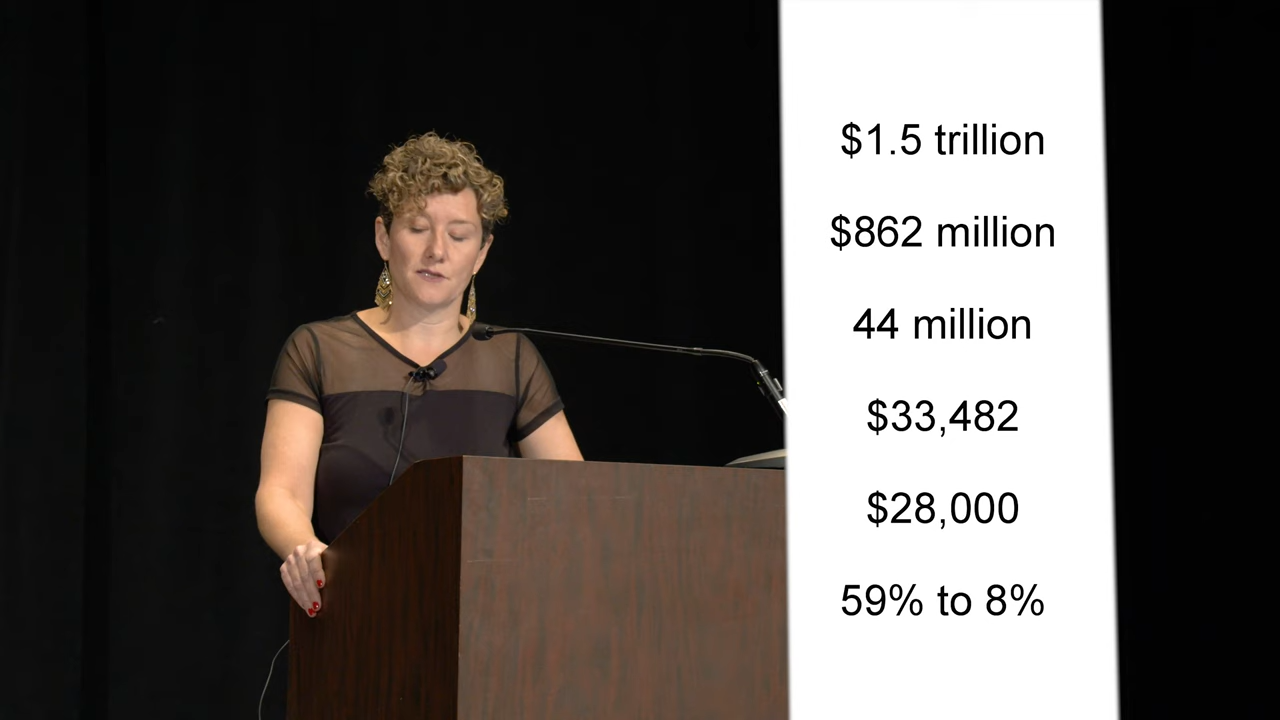 $1.5 trillion
$862 million
44 million
$33,482
$28,000
59% to 8%